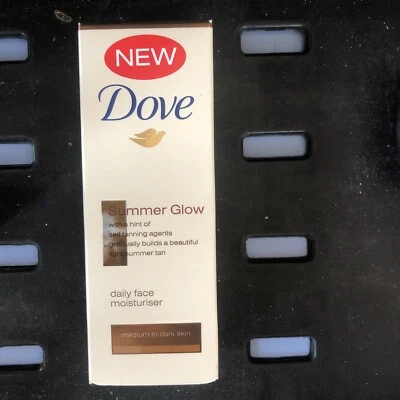 NEW
Dove
Summer Glow
with a hint of
self tanning agents
gradually builds a beautiful
light summer tan
daily face
moisturiser
medium to dark skin